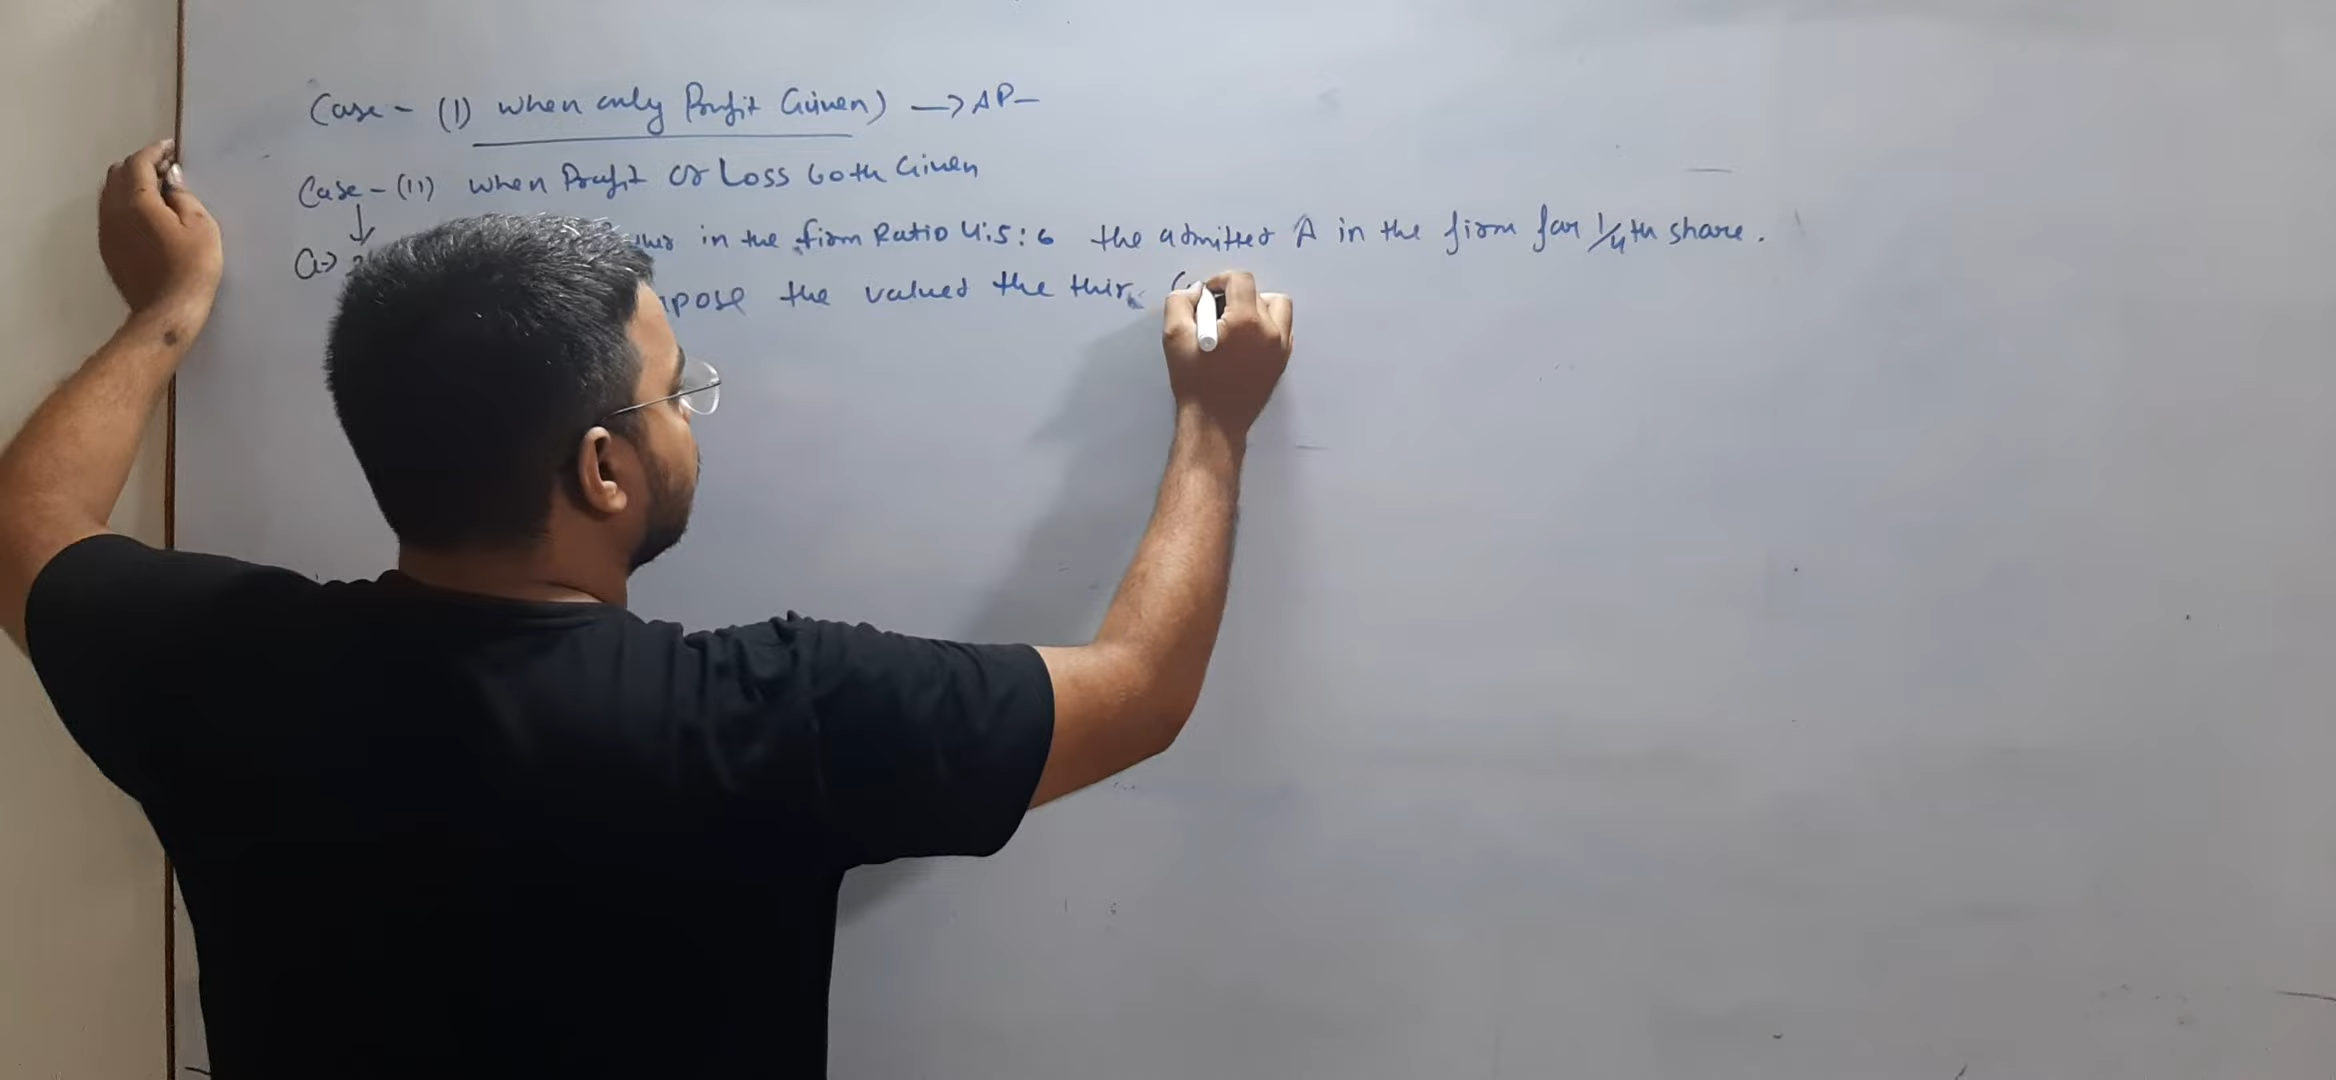 Case - (I) when only Profit Given) → AP-
Case - (II) when Profit or Loss both Given
Q→ in the firm Ratio 4:5:6 the admitted A in the firm for 1/4th share.
the valued the thir